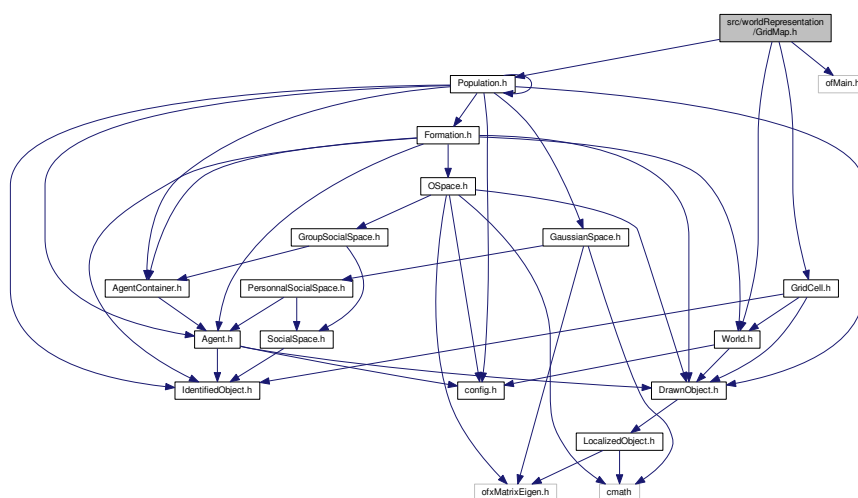 src/worldRepresentation
/GridMap.h
Population.h
ofMain.h
Formation.h
OSpace.h
GroupSocialSpace.h
GaussianSpace.h
AgentContainer.h
PersonnalSocialSpace.h
GridCell.h
Agent.h
SocialSpace.h
World.h
IdentifiedObject.h
config.h
DrawnObject.h
LocalizedObject.h
ofxMatrixEigen.h
cmath